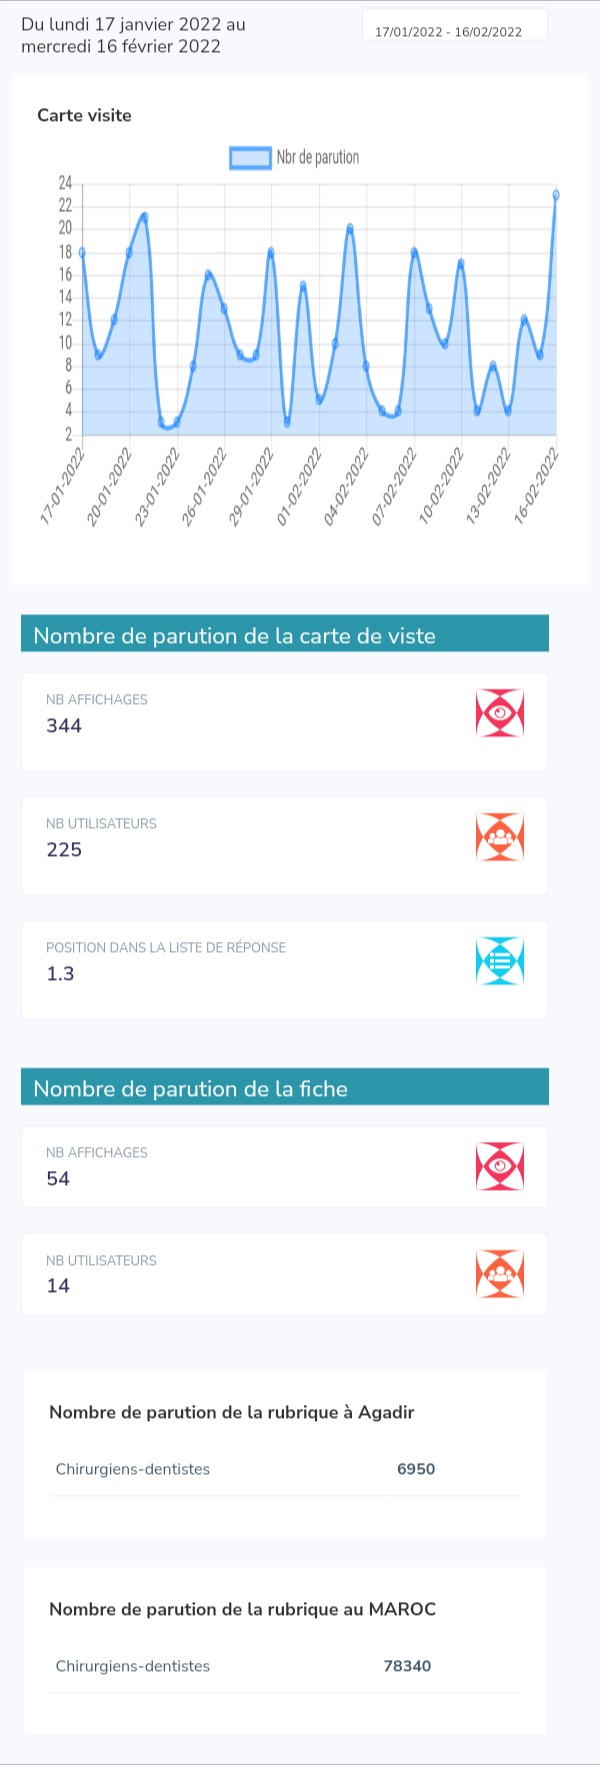 Du lundi 17 janvier 2022 au
mercredi 16 février 2022
17/01/2022 - 16/02/2022
Carte visite
Nbr de parution
24
22
20
18
16
14
12
10
8
6
4
2
17-01-2022
20-01-2022
23-01-2022
26-01-2022
29-01-2022
01-02-2022
04-02-2022
07-02-2022
10-02-2022
13-02-2022
16-02-2022
Nombre de parution de la carte de viste
NB AFFICHAGES
344
NB UTILISATEURS
225
POSITION DANS LA LISTE DE RÉPONSE
1.3
Nombre de parution de la fiche
NB AFFICHAGES
54
NB UTILISATEURS
14
Nombre de parution de la rubrique à Agadir
Chirurgiens-dentistes 6950
Nombre de parution de la rubrique au MAROC
Chirurgiens-dentistes 78340